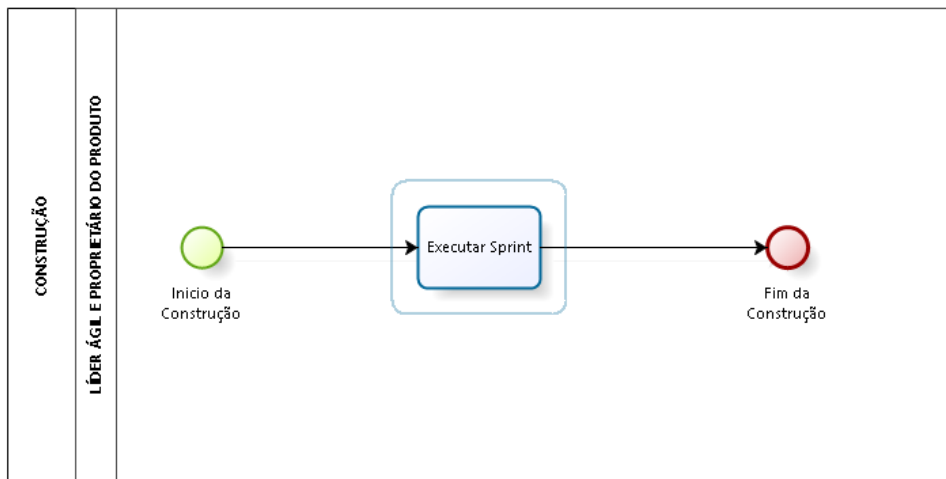 CONSTRUÇÃO
LÍDER ÁGIL E PROPRIETÁRIO DO PRODUTO
Inicio da
Construção
Executar Sprint
Fim da
Construção